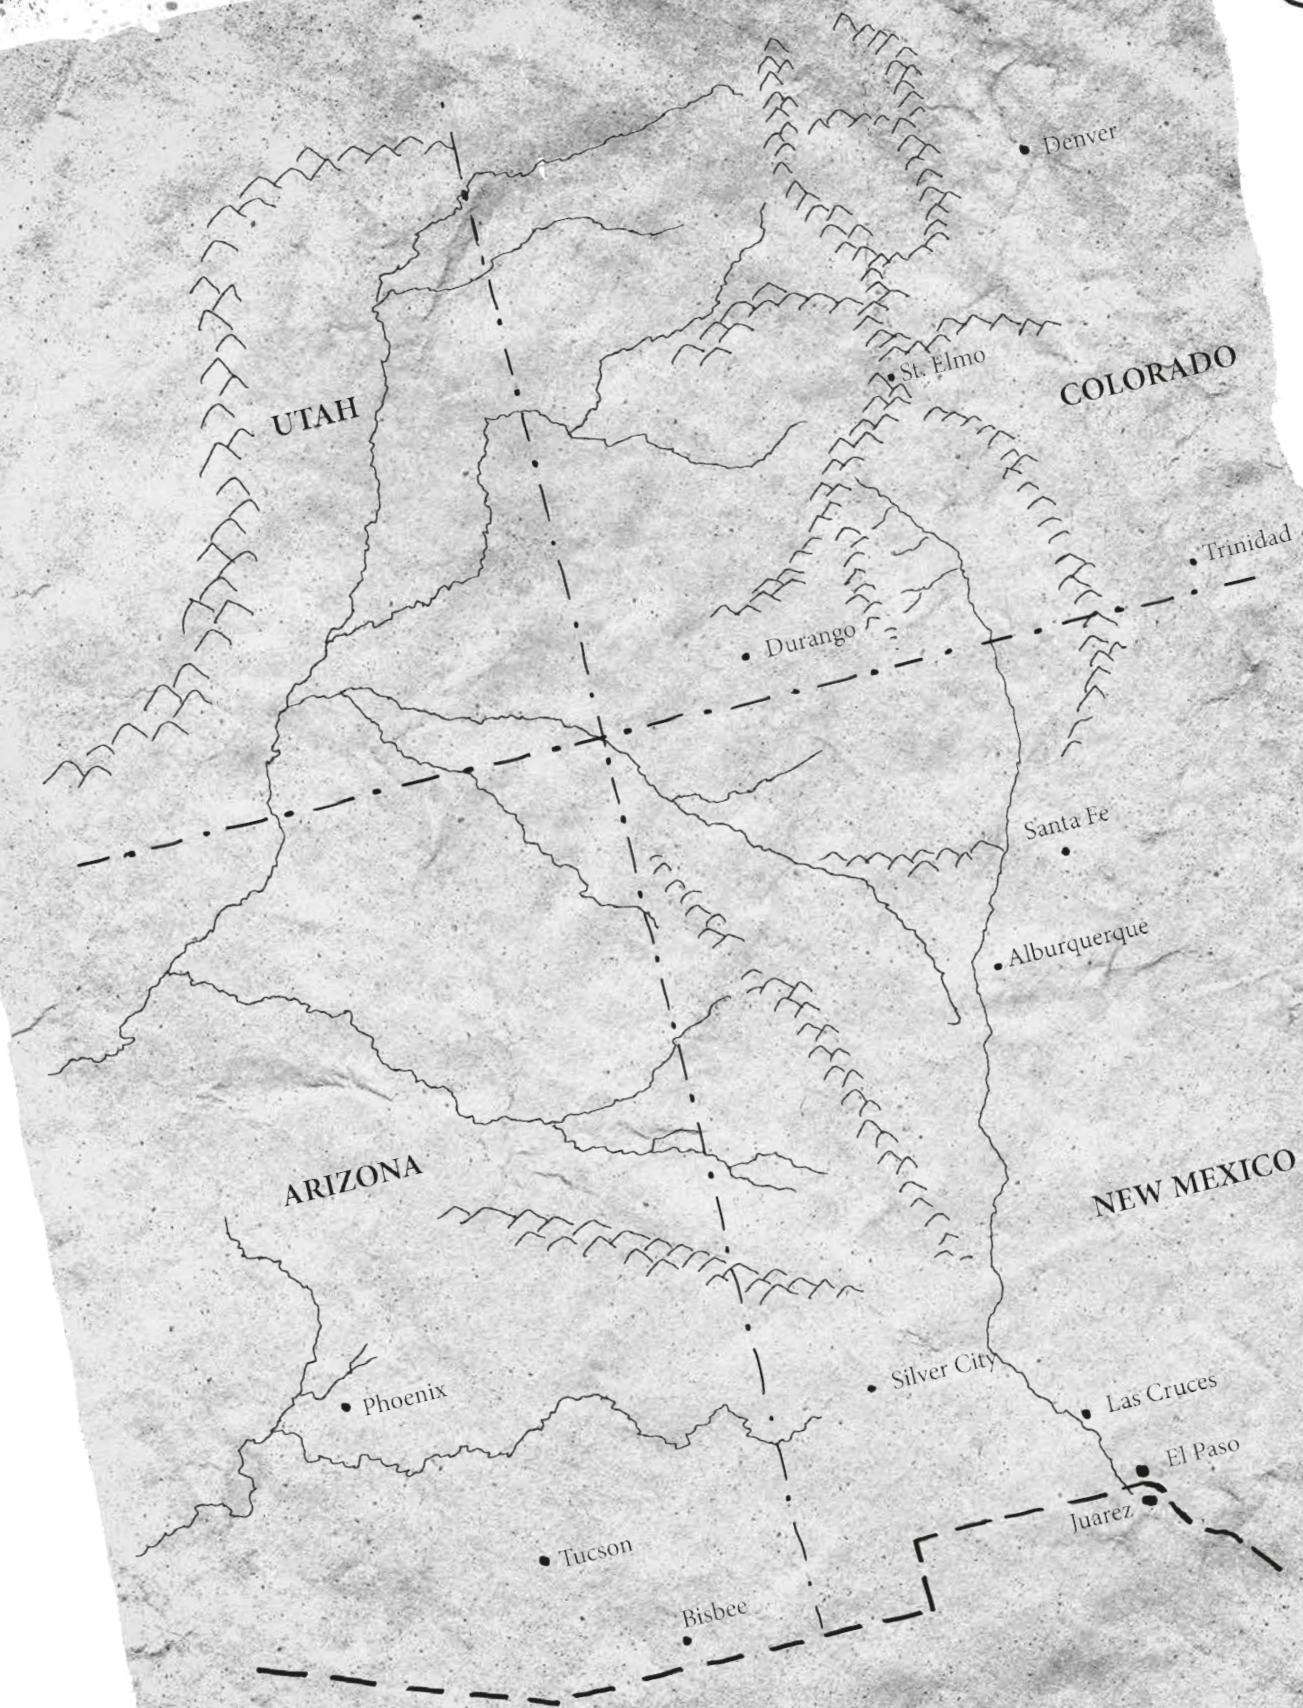 Denver
St. Elmo
COLORADO
UTAH
Trinidad
Durango
Santa Fe
Alburquerque
ARIZONA
NEW MEXICO
Silver City
Las Cruces
Phoenix
El Paso
Juarez
Tucson
Bisbee